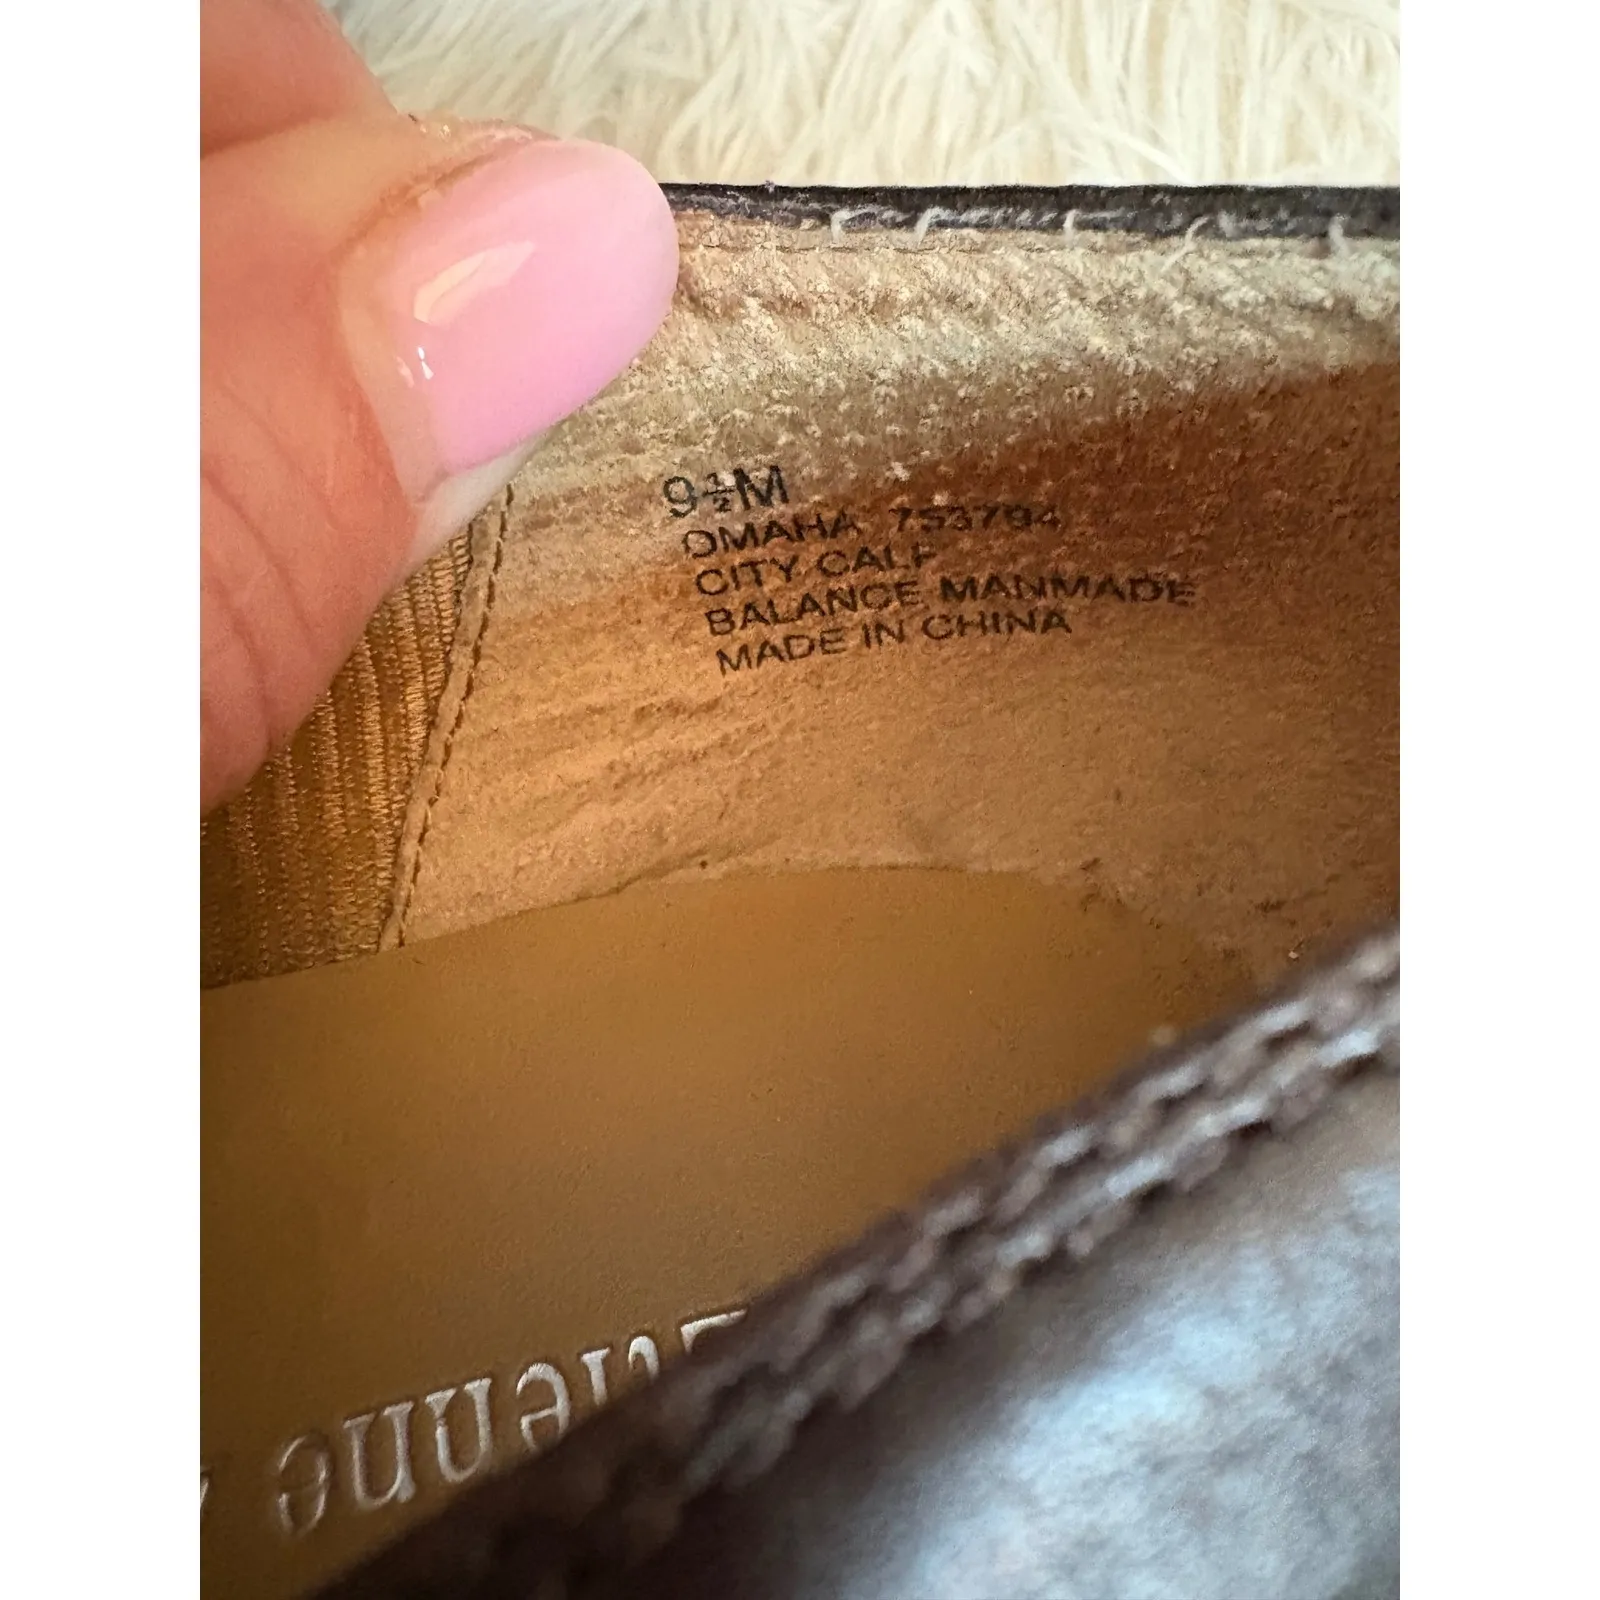 9½M
OMAHA 753794
CITY CALF
BALANCE MANMADE
MADE IN CHINA